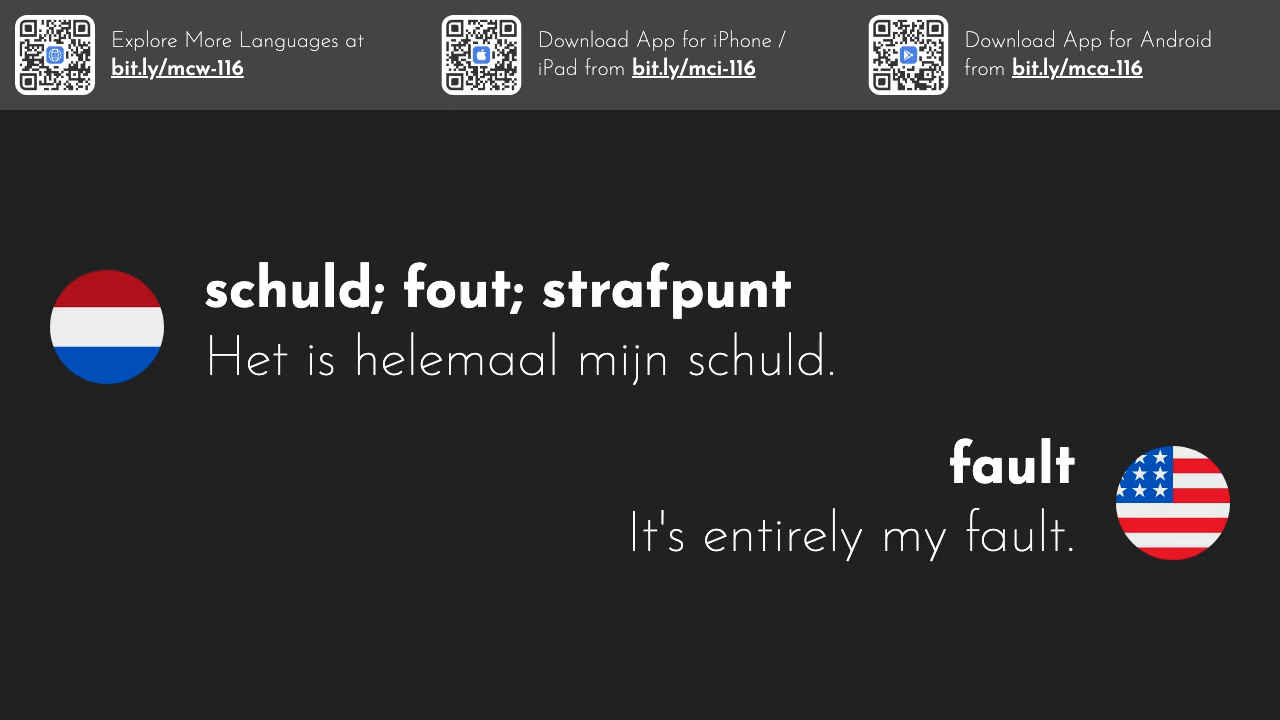 Explore More Languages at
bit.ly/mcw-116
Download App for iPhone /
iPad from bit.ly/mci-116
Download App for Android
from bit.ly/mca-116
schuld; fout; strafpunt
Het is helemaal mijn schuld.
fault
It's entirely my fault.